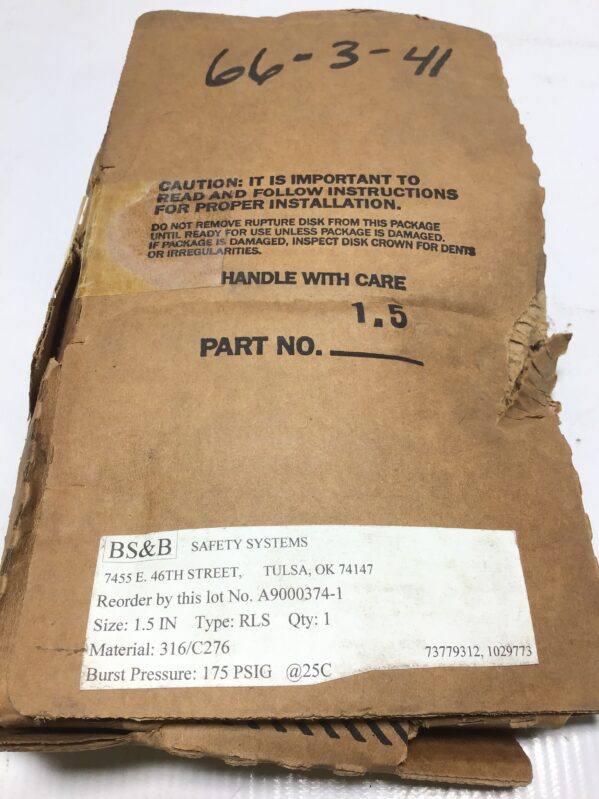 66-3-41
CAUTION: IT IS IMPORTANT TO
READ AND FOLLOW INSTRUCTIONS
FOR PROPER INSTALLATION.
DO NOT REMOVE RUPTURE DISK FROM THIS PACKAGE
UNTIL READY FOR USE UNLESS PACKAGE IS DAMAGED.
IF PACKAGE IS DAMAGED, INSPECT DISK CROWN FOR DENTS
OR IRREGULARITIES.
HANDLE WITH CARE
1.5
PART NO. ______
BS&B SAFETY SYSTEMS
7455 E. 46TH STREET, TULSA, OK 74147
Reorder by this lot No. A9000374-1
Size: 1.5 IN Type: RLS Qty: 1
Material: 316/C276 73779312, 1029773
Burst Pressure: 175 PSIG @25C